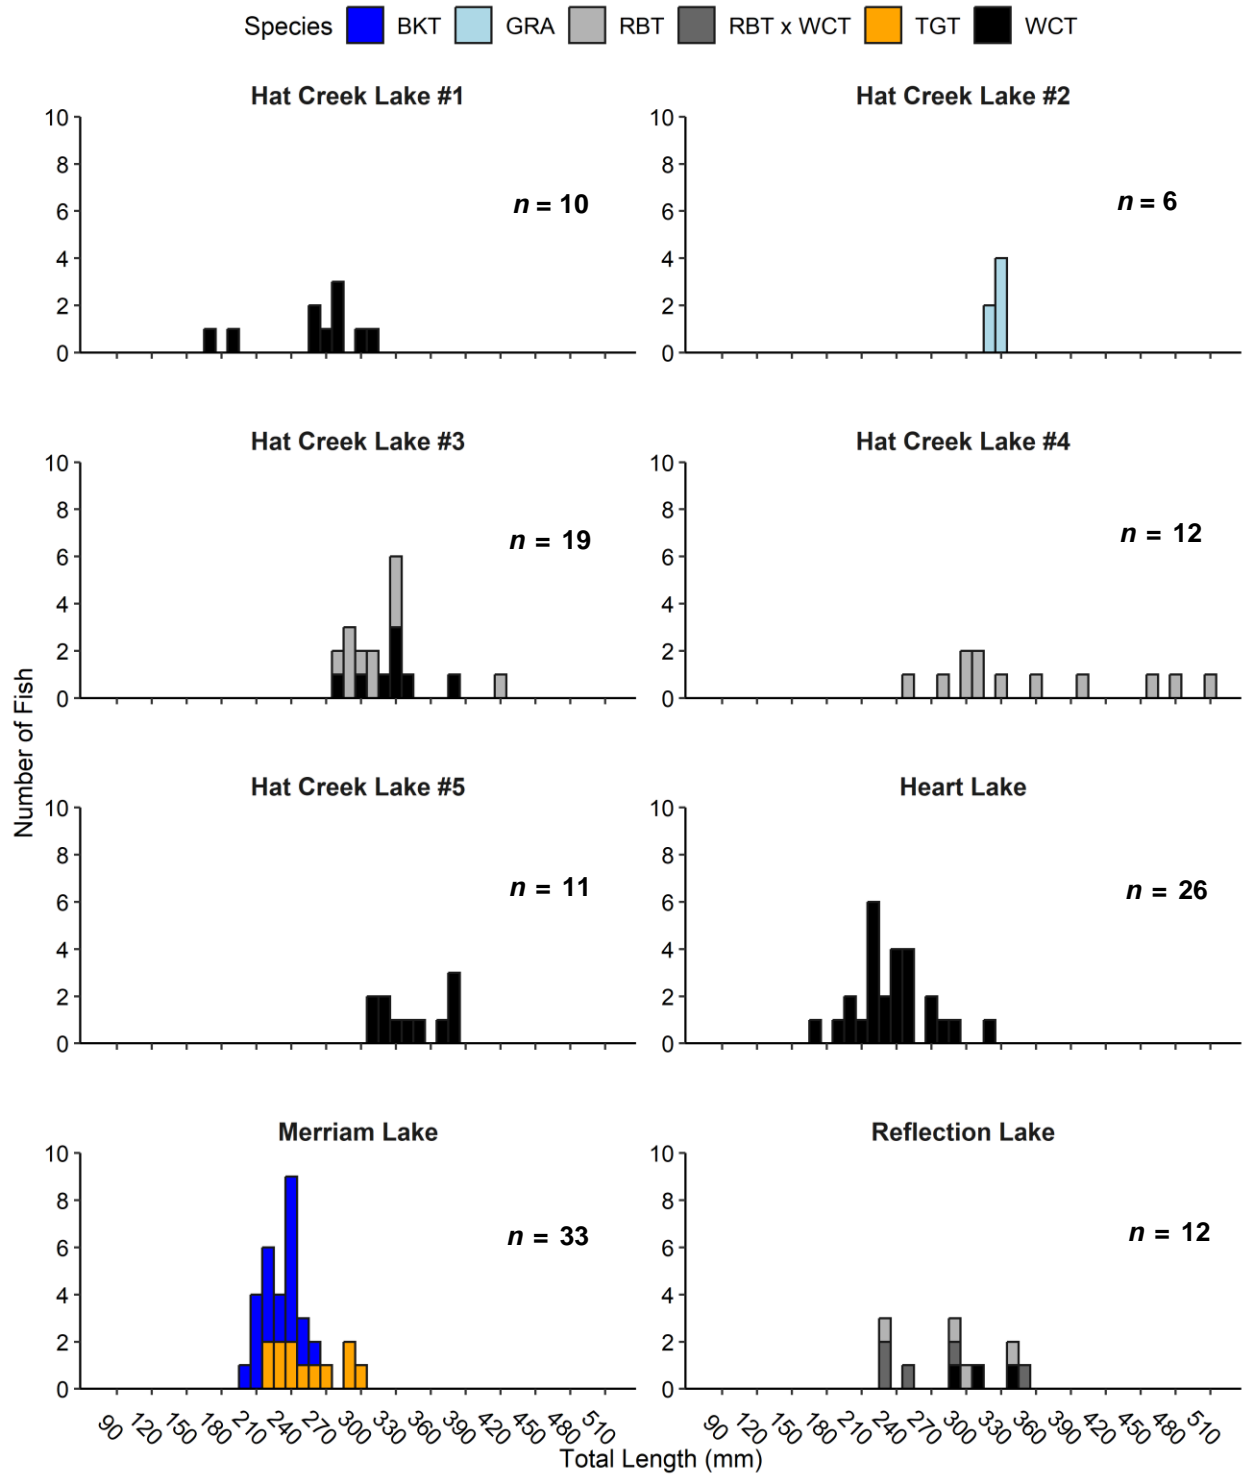 Species BKT GRA RBT RBT x WCT TGT WCT
Hat Creek Lake #1
10
8
6
4
2
0
n = 10
Hat Creek Lake #2
10
8
6
4
2
0
n = 6
Hat Creek Lake #3
10
8
6
4
2
0
n = 19
Hat Creek Lake #4
10
8
6
4
2
0
n = 12
Number of Fish
Hat Creek Lake #5
10
8
6
4
2
0
n = 11
Heart Lake
10
8
6
4
2
0
n = 26
Merriam Lake
10
8
6
4
2
0
n = 33
90 120 150 180 210 240 270 300 330 360 390 420 450 480 510
Reflection Lake
10
8
6
4
2
0
n = 12
90 120 150 180 210 240 270 300 330 360 390 420 450 480 510
Total Length (mm)